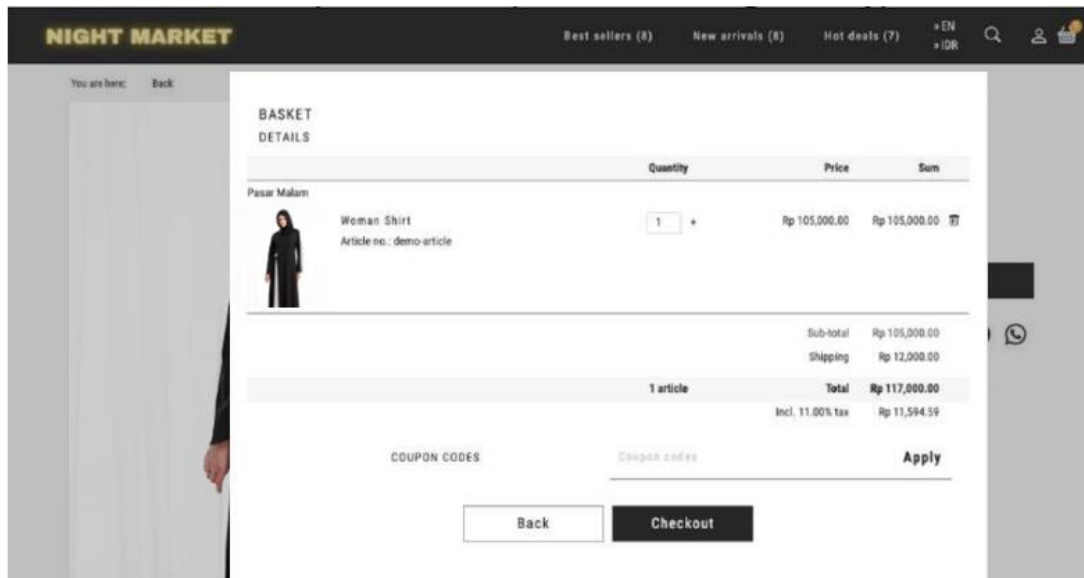 NIGHT MARKET
Best sellers (8) New arrivals (8) Hot deals (7)
» EN
» IDR
You are here: Back
BASKET
DETAILS
Quantity Price Sum
Pasar Malam
Woman Shirt 1 + Rp 105,000.00 Rp 105,000.00
Article no.: demo-article
Sub-total Rp 105,000.00
Shipping Rp 12,000.00
1 article Total Rp 117,000.00
Incl. 11.00% tax Rp 11,594.59
COUPON CODES Coupon codes Apply
Back Checkout